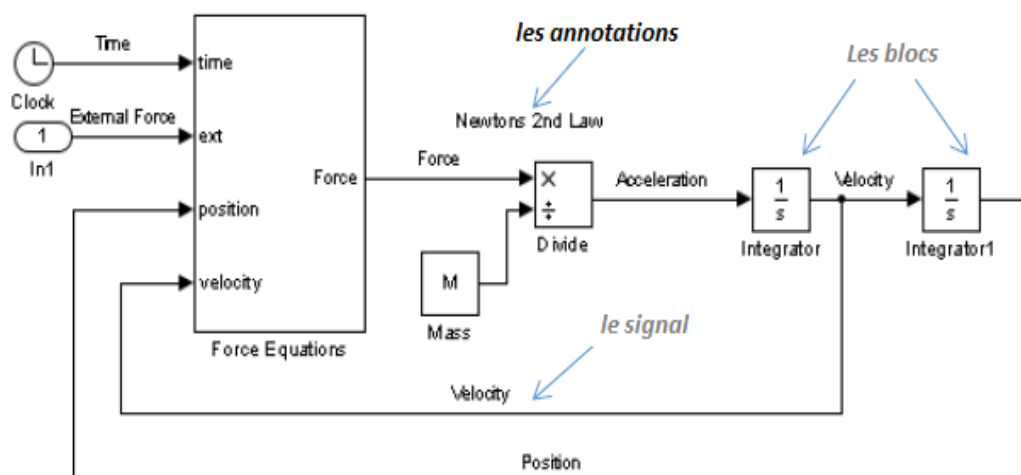 les annotations
Les blocs
Time
time
Clock
Newtons 2nd Law
External Force
1
ext
In1
Force
Force
×
÷
Divide
Acceleration
1
s
Integrator
Velocity
1
s
Integrator1
position
M
Mass
velocity
le signal
Force Equations
Velocity
Position